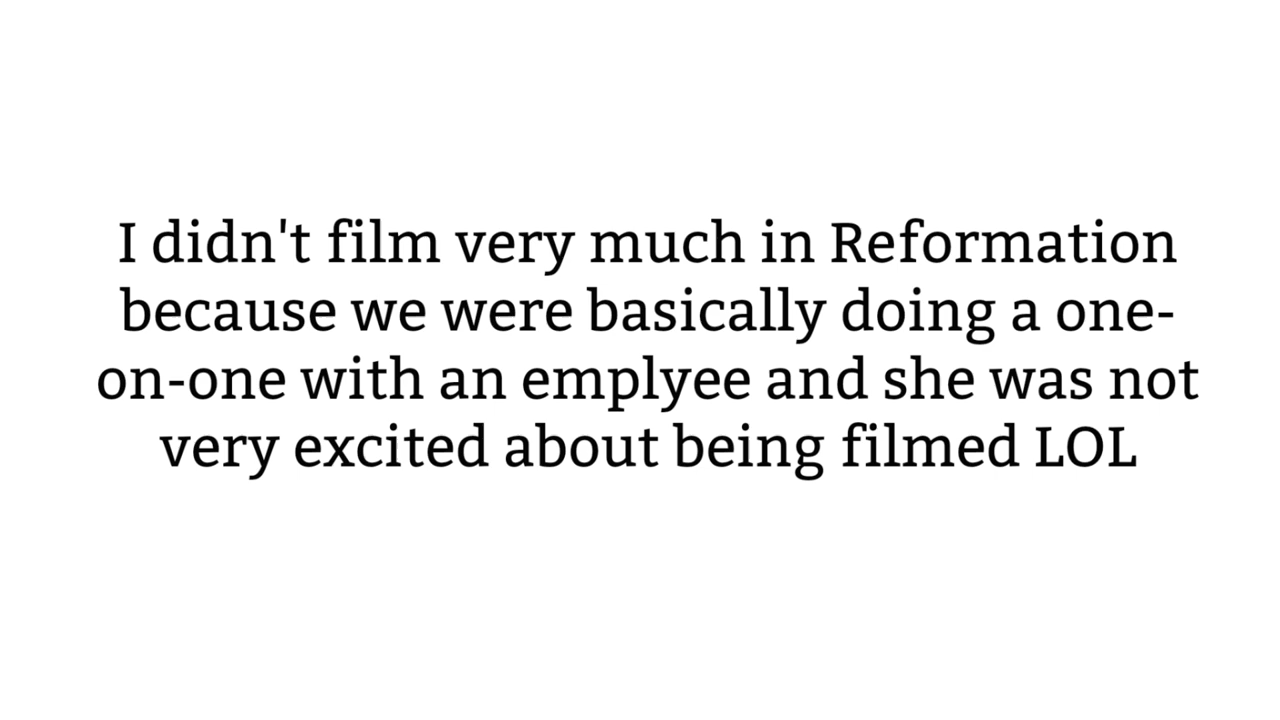 I didn't film very much in Reformation
because we were basically doing a one-
on-one with an emplyee and she was not
very excited about being filmed LOL